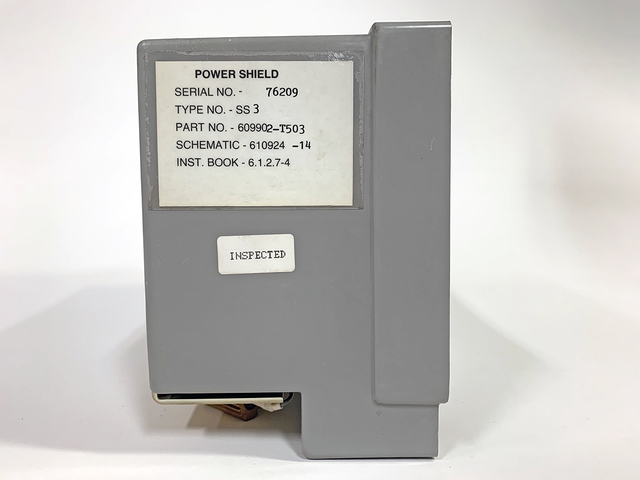 POWER SHIELD
SERIAL NO. - 76209
TYPE NO. - SS 3
PART NO. - 609902-T503
SCHEMATIC - 610924 -14
INST. BOOK - 6.1.2.7-4
INSPECTED